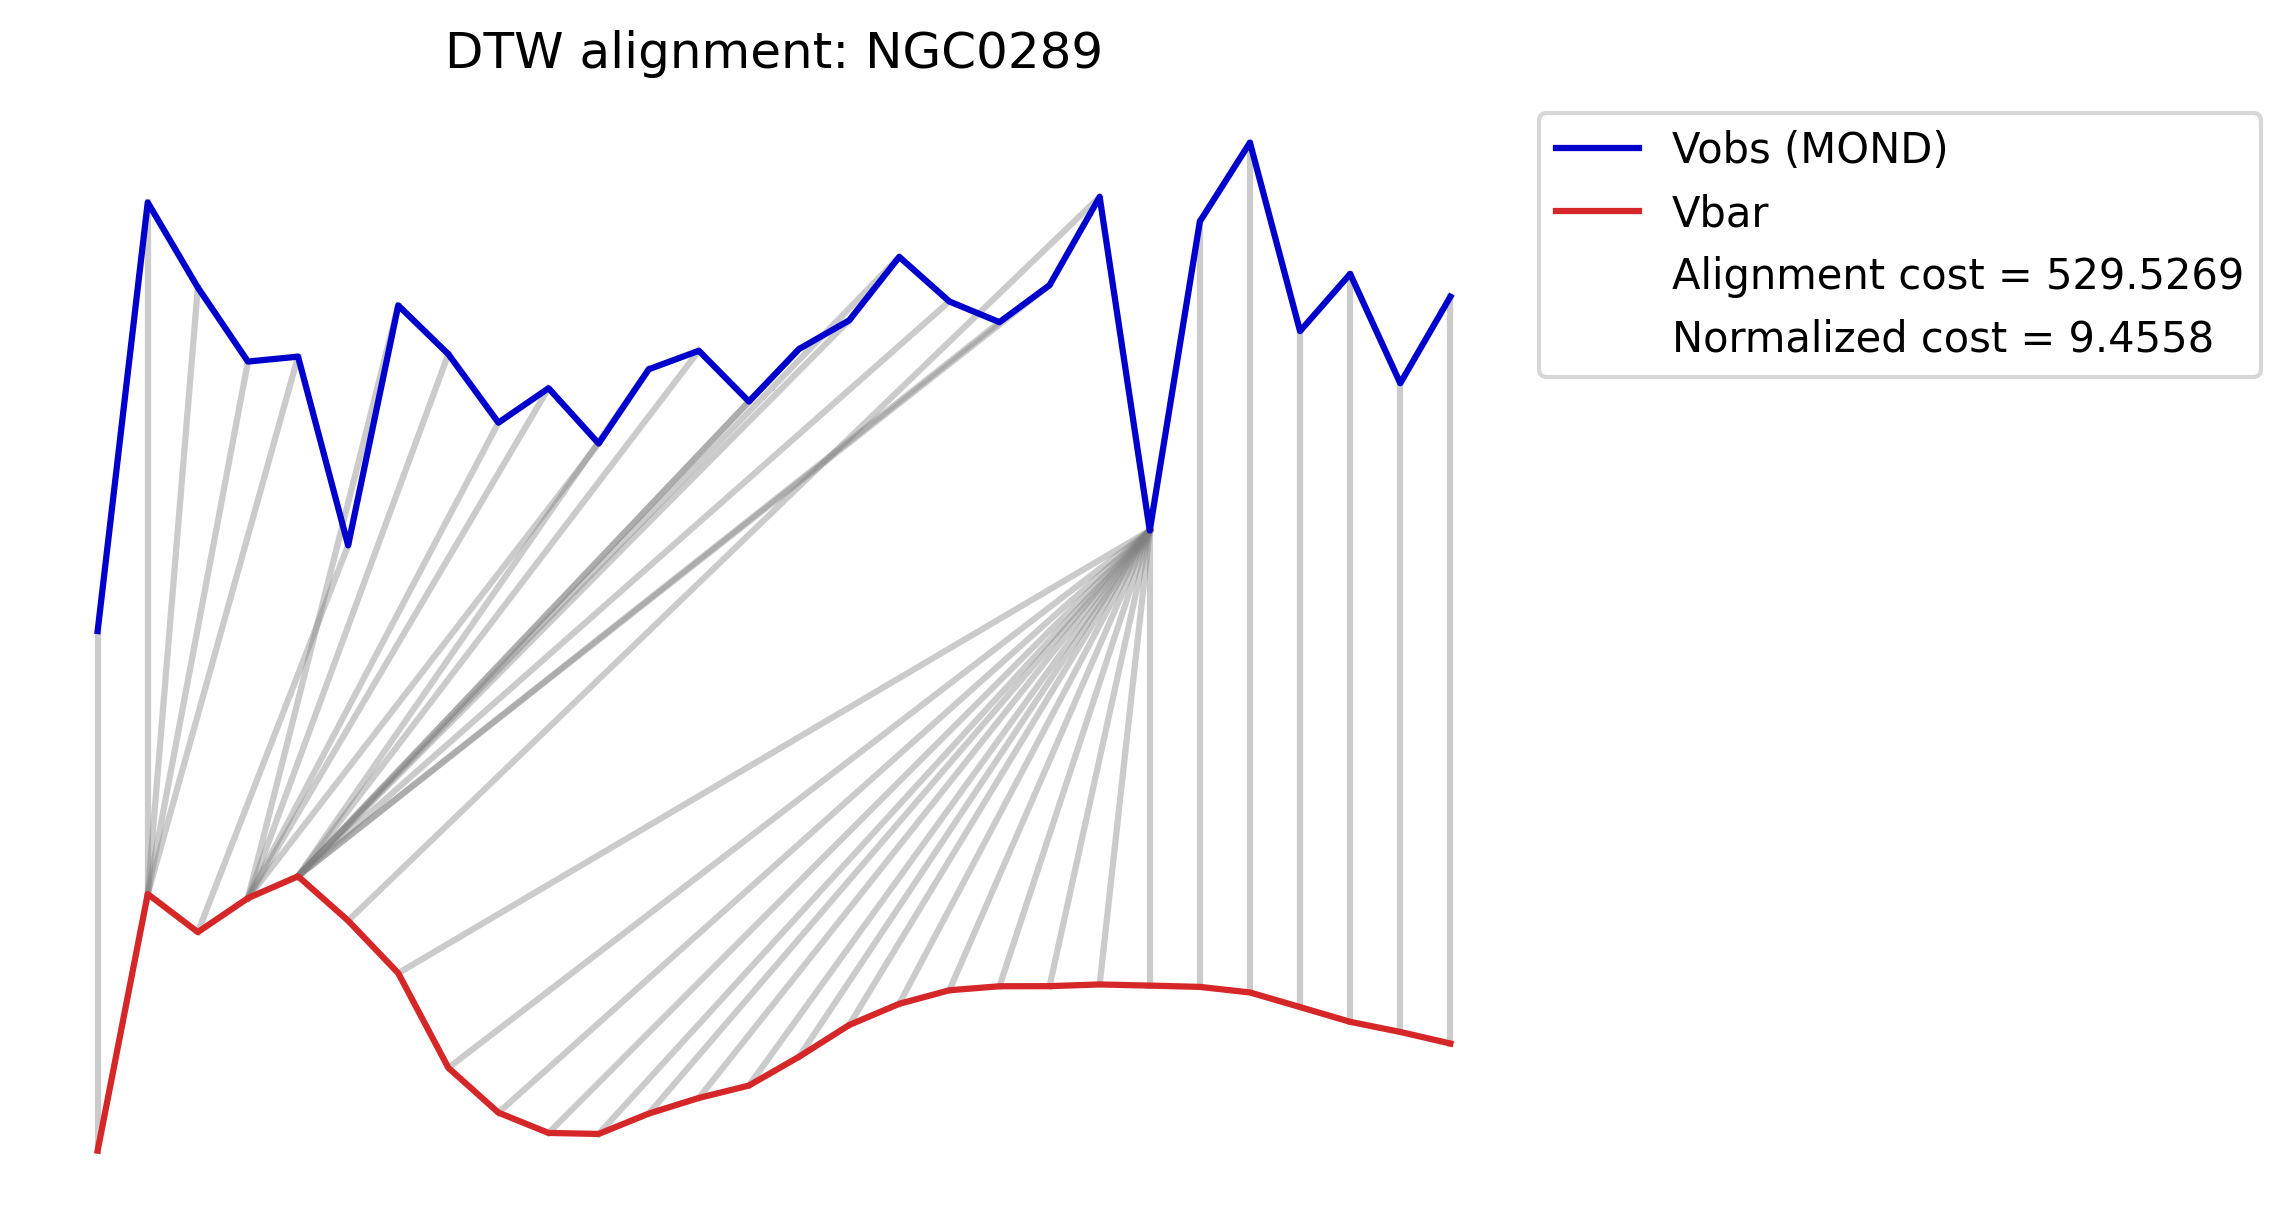 DTW alignment: NGC0289
Vobs (MOND)
Vbar
Alignment cost = 529.5269
Normalized cost = 9.4558